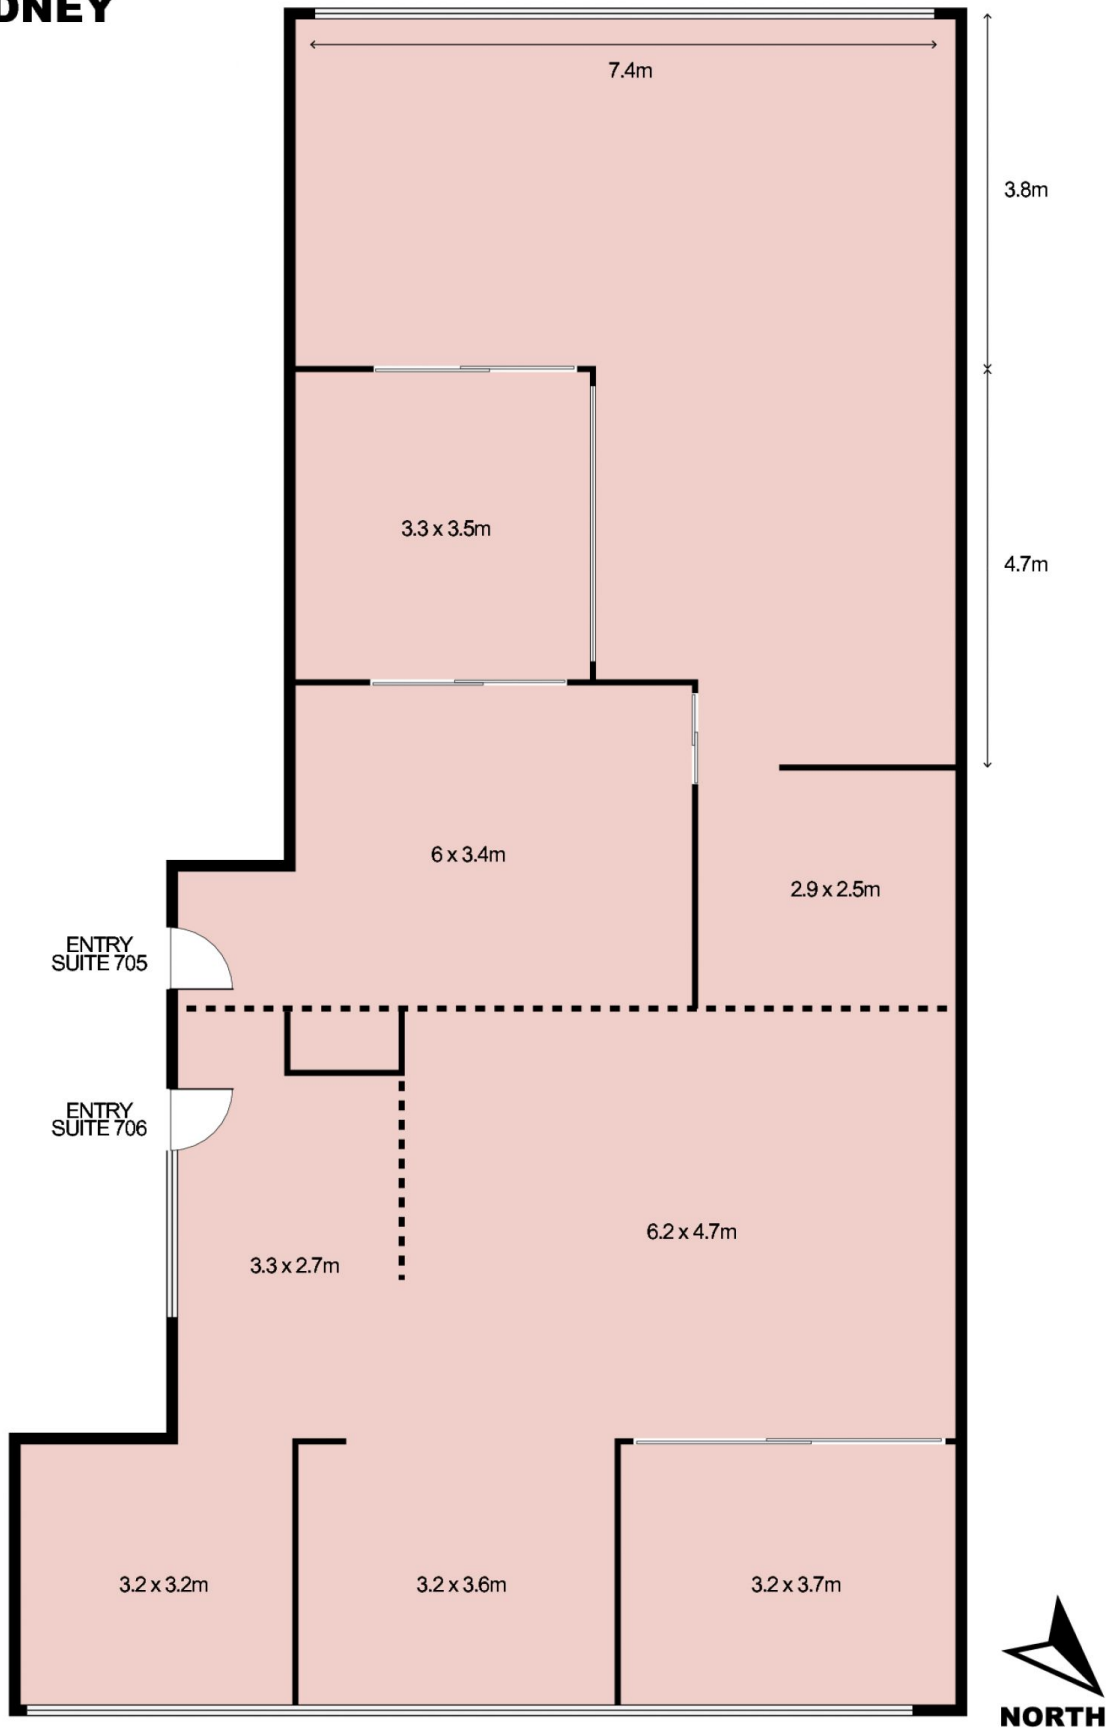 7.4m
3.8m
3.3 x 3.5m
4.7m
6 x 3.4m
2.9 x 2.5m
ENTRY
SUITE 705
ENTRY
SUITE 706
6.2 x 4.7m
3.3 x 2.7m
3.2 x 3.2m
3.2 x 3.6m
3.2 x 3.7m
NORTH